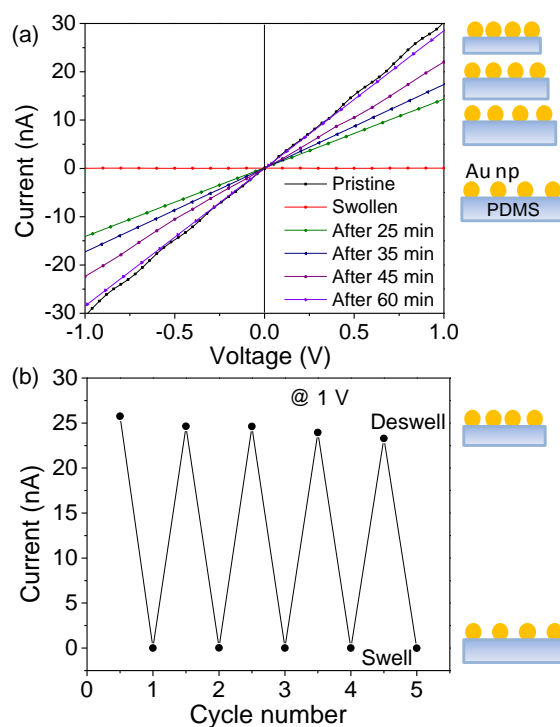 (a)
30
20
10
0
-10
-20
-30
Current (nA)
Pristine
Swollen
After 25 min
After 35 min
After 45 min
After 60 min
-1.0 -0.5 0.0 0.5 1.0
Voltage (V)
Au np
PDMS
(b)
30
25
20
15
10
5
0
Current (nA)
@ 1 V
Deswell
Swell
0 1 2 3 4 5
Cycle number